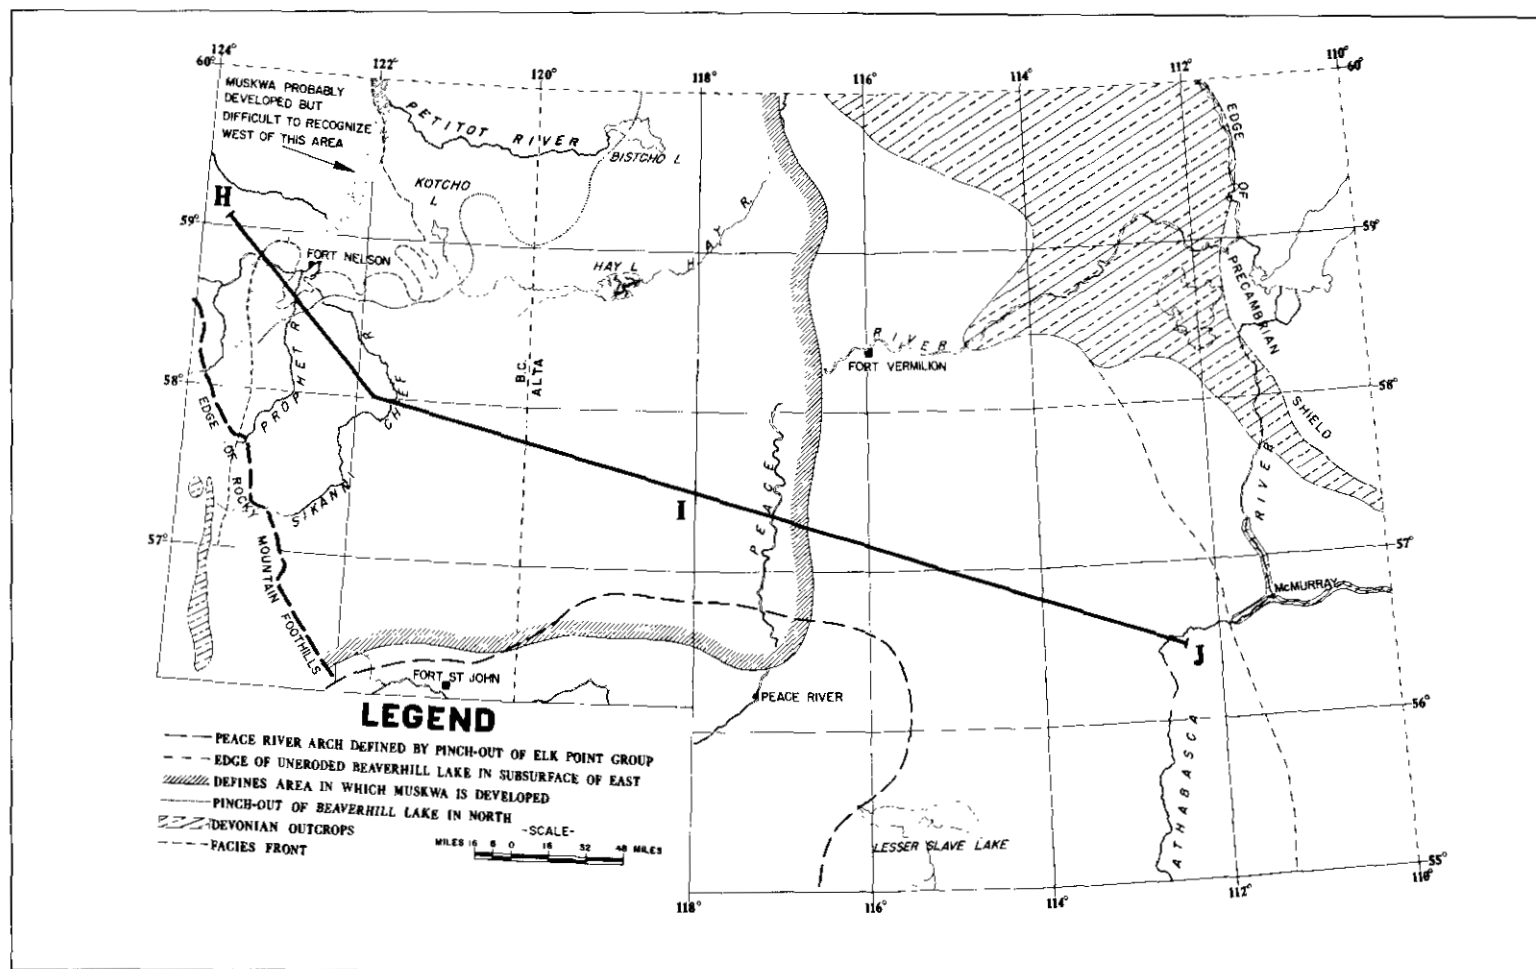 124°
60°
122°
120°
118°
116°
114°
112°
110°
60°
MUSKWA PROBABLY
DEVELOPED BUT
DIFFICULT TO RECOGNIZE
WEST OF THIS AREA
PETITOT RIVER
BISTCHO L
KOTCHO
L
EDGE OF PRECAMBRIAN SHIELD
H
59°
59°
FORT NELSON
HAY L
HAY R.
PROPHET R
SIKANNI CHIEF R
B.C.
ALTA
RIVER
FORT VERMILION
58°
58°
EDGE OF ROCKY MOUNTAIN FOOTHILLS
I
PEACE
RIVER
57°
57°
McMURRAY
J
FORT ST JOHN
PEACE RIVER
56°
ATHABASCA
LESSER SLAVE LAKE
55°
118°
116°
114°
112°
110°
LEGEND
PEACE RIVER ARCH DEFINED BY PINCH-OUT OF ELK POINT GROUP
EDGE OF UNERODED BEAVERHILL LAKE IN SUBSURFACE OF EAST
DEFINES AREA IN WHICH MUSKWA IS DEVELOPED
PINCH-OUT OF BEAVERHILL LAKE IN NORTH
DEVONIAN OUTCROPS
FACIES FRONT
-SCALE-
MILES 16 8 0 16 32 48 MILES